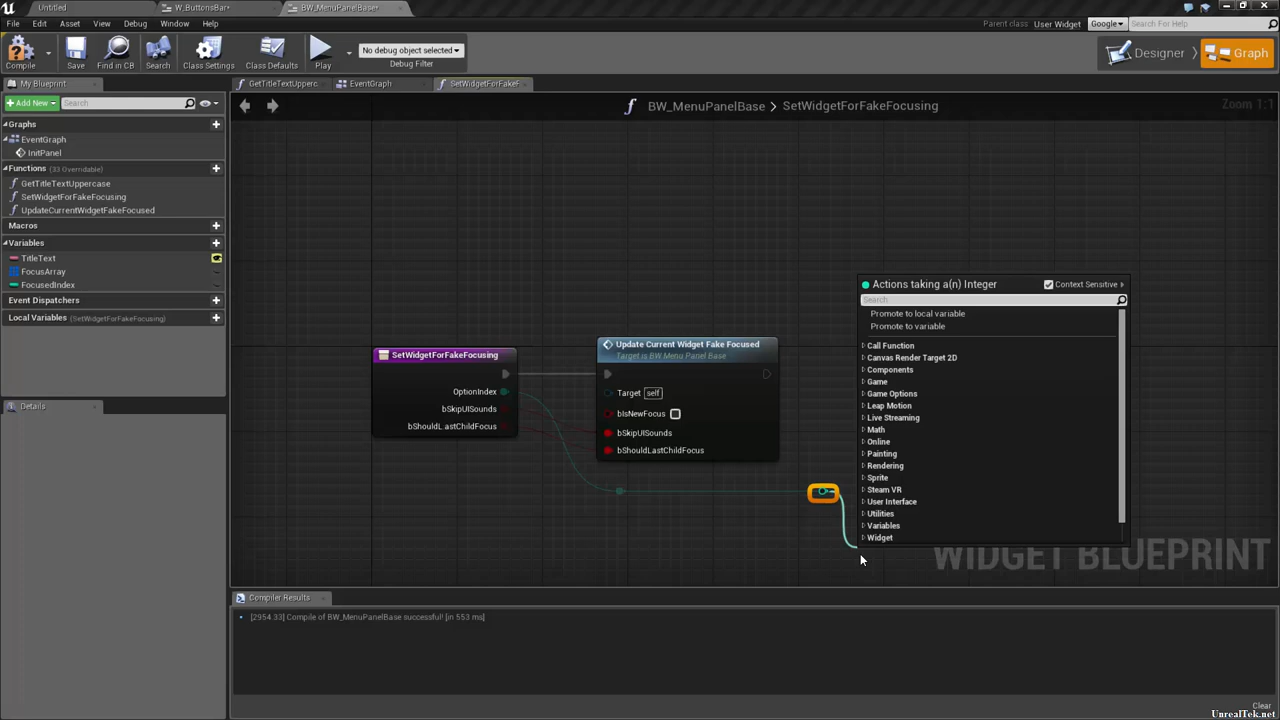 Untitled
W_ButtonsBar*
BW_MenuPanelBase*
File Edit Asset View Debug Window Help
Parent class: User Widget Google Search For Help
Compile Save Find in CB Search Class Settings Class Defaults Play
No debug object selected
Debug Filter
Designer Graph
My Blueprint
GetTitleTextUpperc
EventGraph
SetWidgetForFakeF
Add New Search
BW_MenuPanelBase > SetWidgetForFakeFocusing
Zoom 1:1
Graphs
EventGraph
InitPanel
Functions (33 Overridable)
GetTitleTextUppercase
SetWidgetForFakeFocusing
UpdateCurrentWidgetFakeFocused
Macros
Variables
TitleText
FocusArray
FocusedIndex
Event Dispatchers
Local Variables (SetWidgetForFakeFocusing)
Details
SetWidgetForFakeFocusing
OptionIndex
bSkipUISounds
bShouldLastChildFocus
Update Current Widget Fake Focused
Target is BW Menu Panel Base
Target self
bIsNewFocus
bSkipUISounds
bShouldLastChildFocus
Actions taking a(n) Integer
Context Sensitive
Search
Promote to local variable
Promote to variable
Call Function
Canvas Render Target 2D
Components
Game
Game Options
Leap Motion
Live Streaming
Math
Online
Painting
Rendering
Sprite
Steam VR
User Interface
Utilities
Variables
Widget
WIDGET BLUEPRINT
Compiler Results
[2954.33] Compile of BW_MenuPanelBase successful! [in 553 ms]
Clear
UnrealTek.net